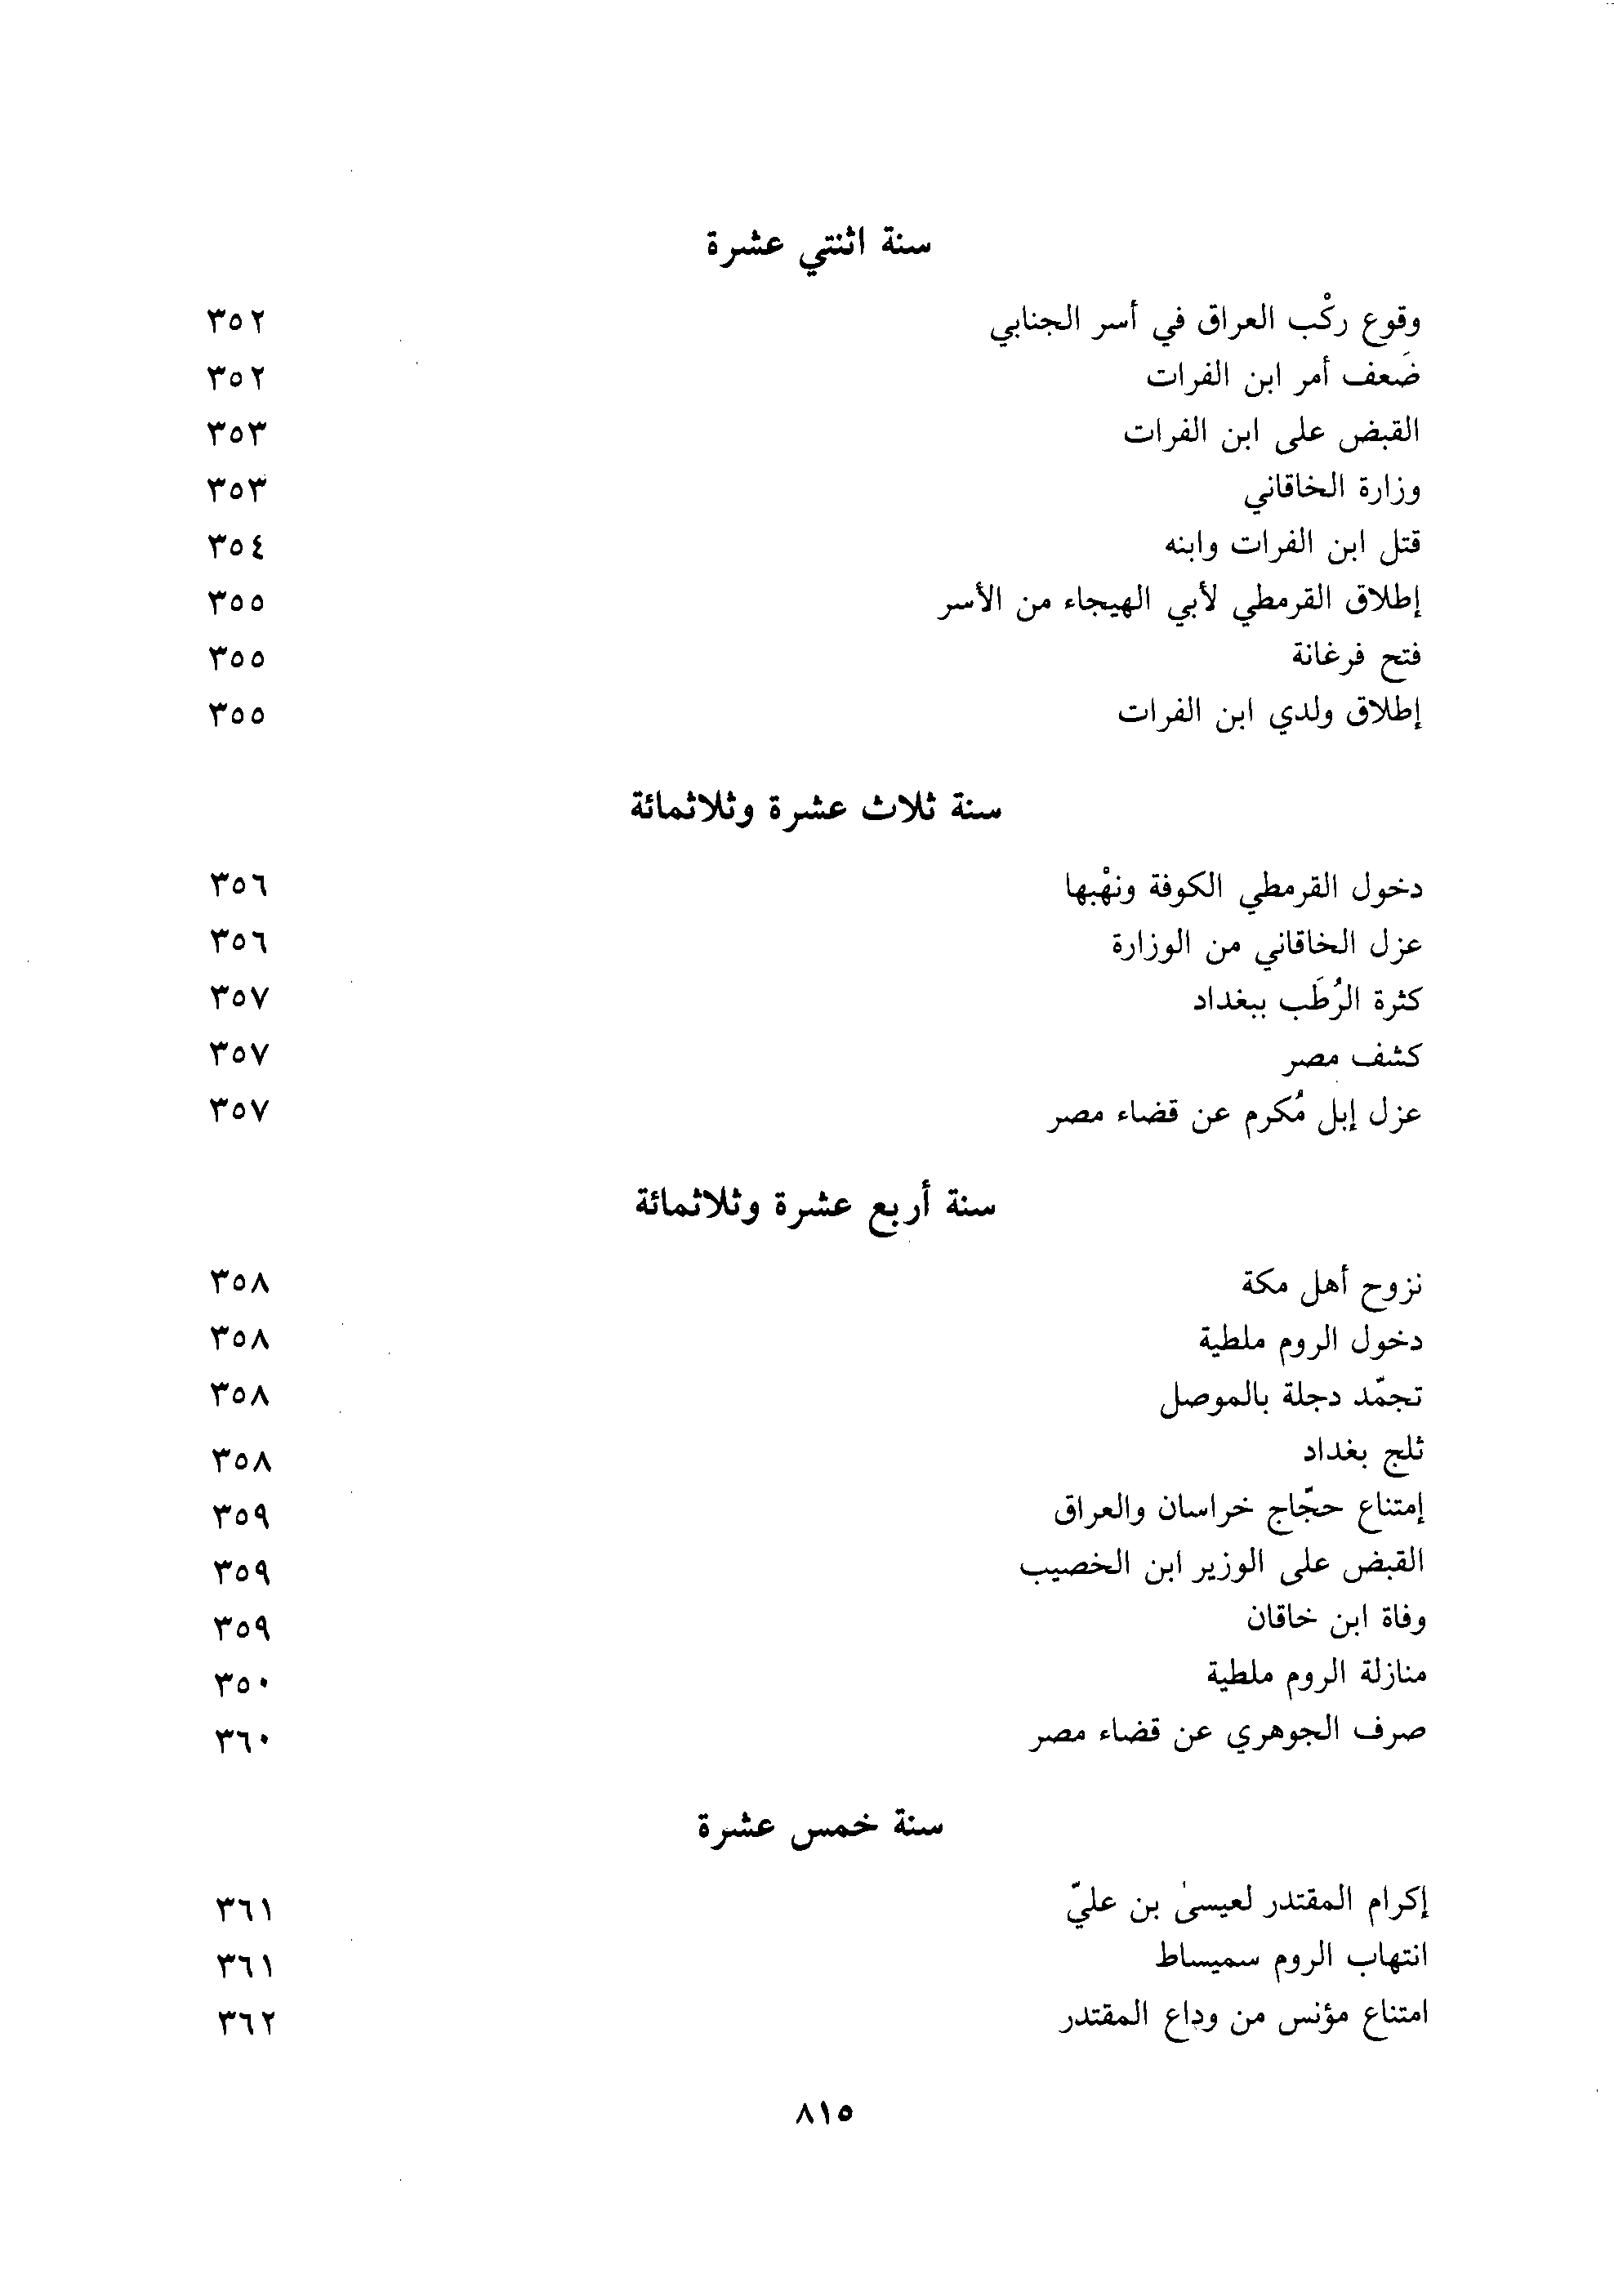 سنة اثنتي عشرة
وقوع ركْب العراق في أسر الجنابي ٣٥٢
ضَعف أمر ابن الفرات ٣٥٢
القبض على ابن الفرات ٣٥٣
وزارة الخاقاني ٣٥٣
قتل ابن الفرات وابنه ٣٥٤
إطلاق القرمطي لأبي الهيجاء من الأسر ٣٥٥
فتح فرغانة ٣٥٥
إطلاق ولدي ابن الفرات ٣٥٥
سنة ثلاث عشرة وثلاثمائة
دخول القرمطي الكوفة ونهْبها ٣٥٦
عزل الخاقاني من الوزارة ٣٥٦
كثرة الرُطَب ببغداد ٣٥٧
كشف مصر ٣٥٧
عزل إبل مُكرم عن قضاء مصر ٣٥٧
سنة أربع عشرة وثلاثمائة
نزوح أهل مكة ٣٥٨
دخول الروم ملطية ٣٥٨
تجمّد دجلة بالموصل ٣٥٨
ثلج بغداد ٣٥٨
إمتناع حجّاج خراسان والعراق ٣٥٩
القبض على الوزير ابن الخصيب ٣٥٩
وفاة ابن خاقان ٣٥٩
منازلة الروم ملطية ٣٥٠
صرف الجوهري عن قضاء مصر ٣٦٠
سنة خمس عشرة
إكرام المقتدر لعيسىٰ بن عليّ ٣٦١
انتهاب الروم سميساط ٣٦١
امتناع مؤنس من وداع المقتدر ٣٦٢
٨١٥